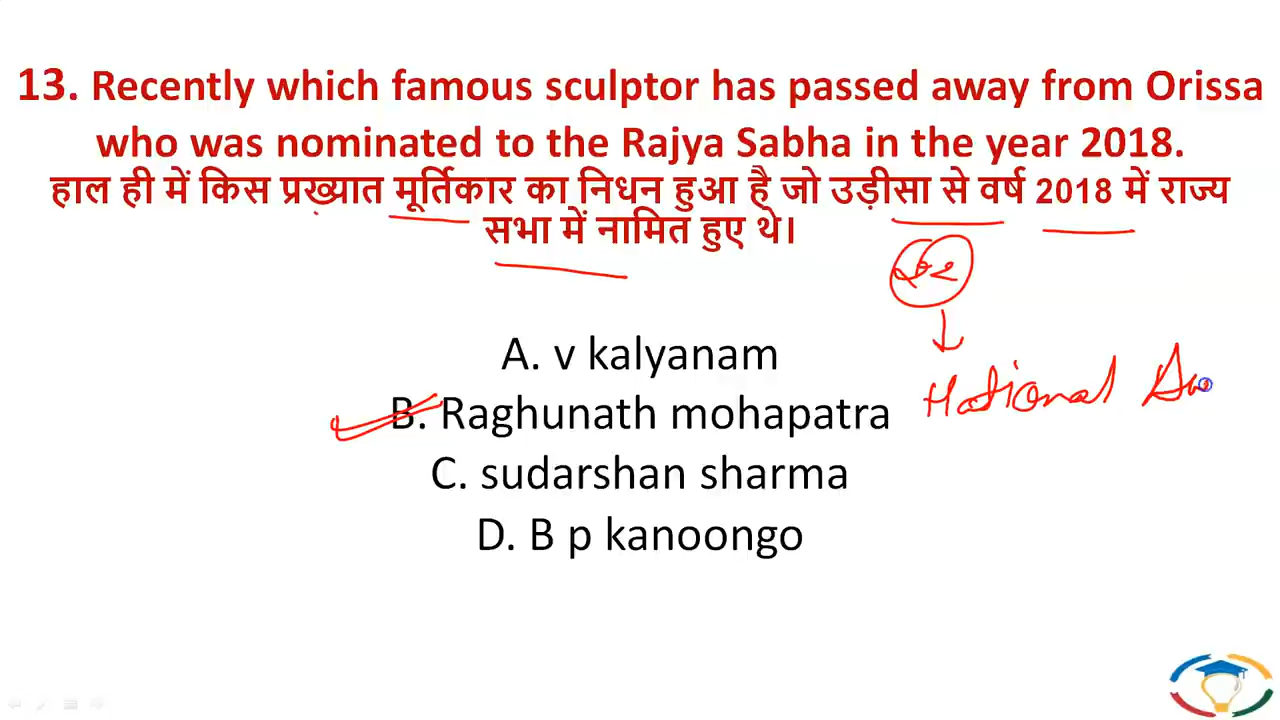 13. Recently which famous sculptor has passed away from Orissa
who was nominated to the Rajya Sabha in the year 2018.
हाल ही में किस प्रख्यात मूर्तिकार का निधन हुआ है जो उड़ीसा से वर्ष 2018 में राज्य
सभा में नामित हुए थे।
A. v kalyanam
B. Raghunath mohapatra
National
C. sudarshan sharma
D. B p kanoongo